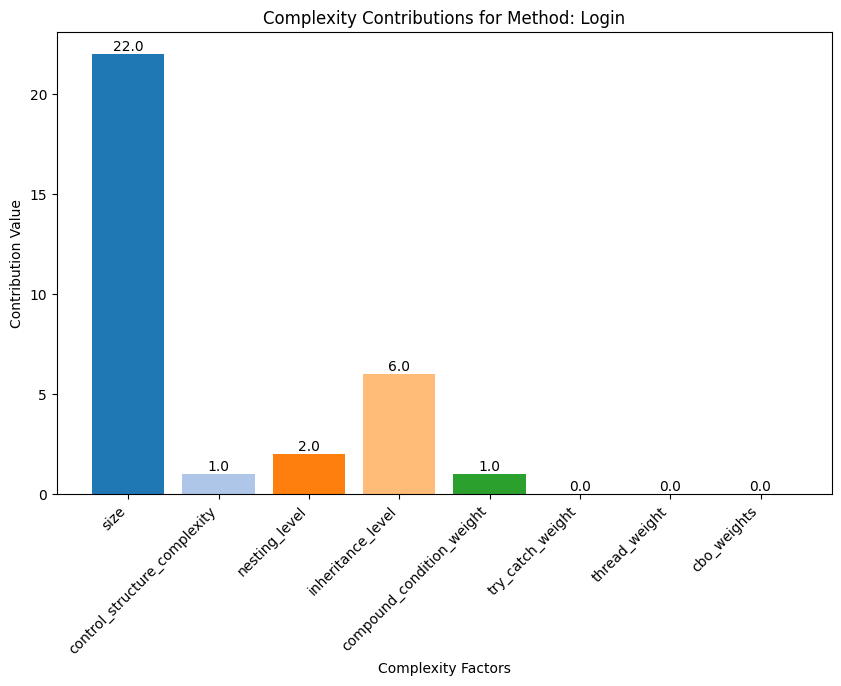 Complexity Contributions for Method: Login
Contribution Value
20
15
10
5
0
22.0
1.0
2.0
6.0
1.0
0.0
0.0
0.0
size
control_structure_complexity
nesting_level
inheritance_level
compound_condition_weight
try_catch_weight
thread_weight
cbo_weights
Complexity Factors